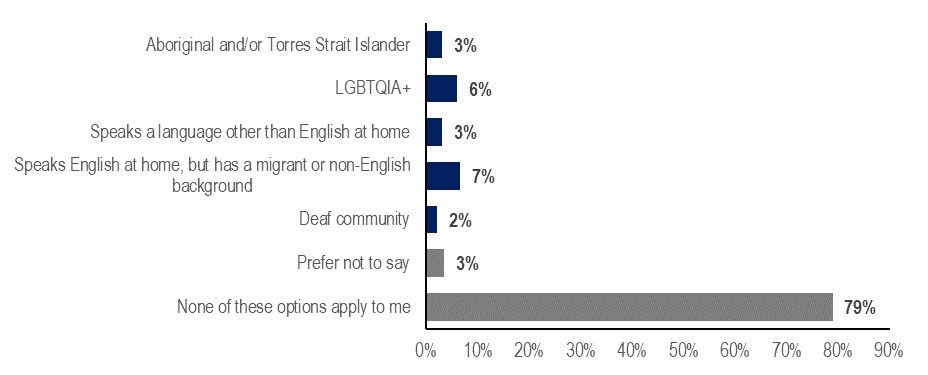 Aboriginal and/or Torres Strait Islander 3%
LGBTQIA+ 6%
Speaks a language other than English at home 3%
Speaks English at home, but has a migrant or non-English
background 7%
Deaf community 2%
Prefer not to say 3%
None of these options apply to me 79%
0% 10% 20% 30% 40% 50% 60% 70% 80% 90%